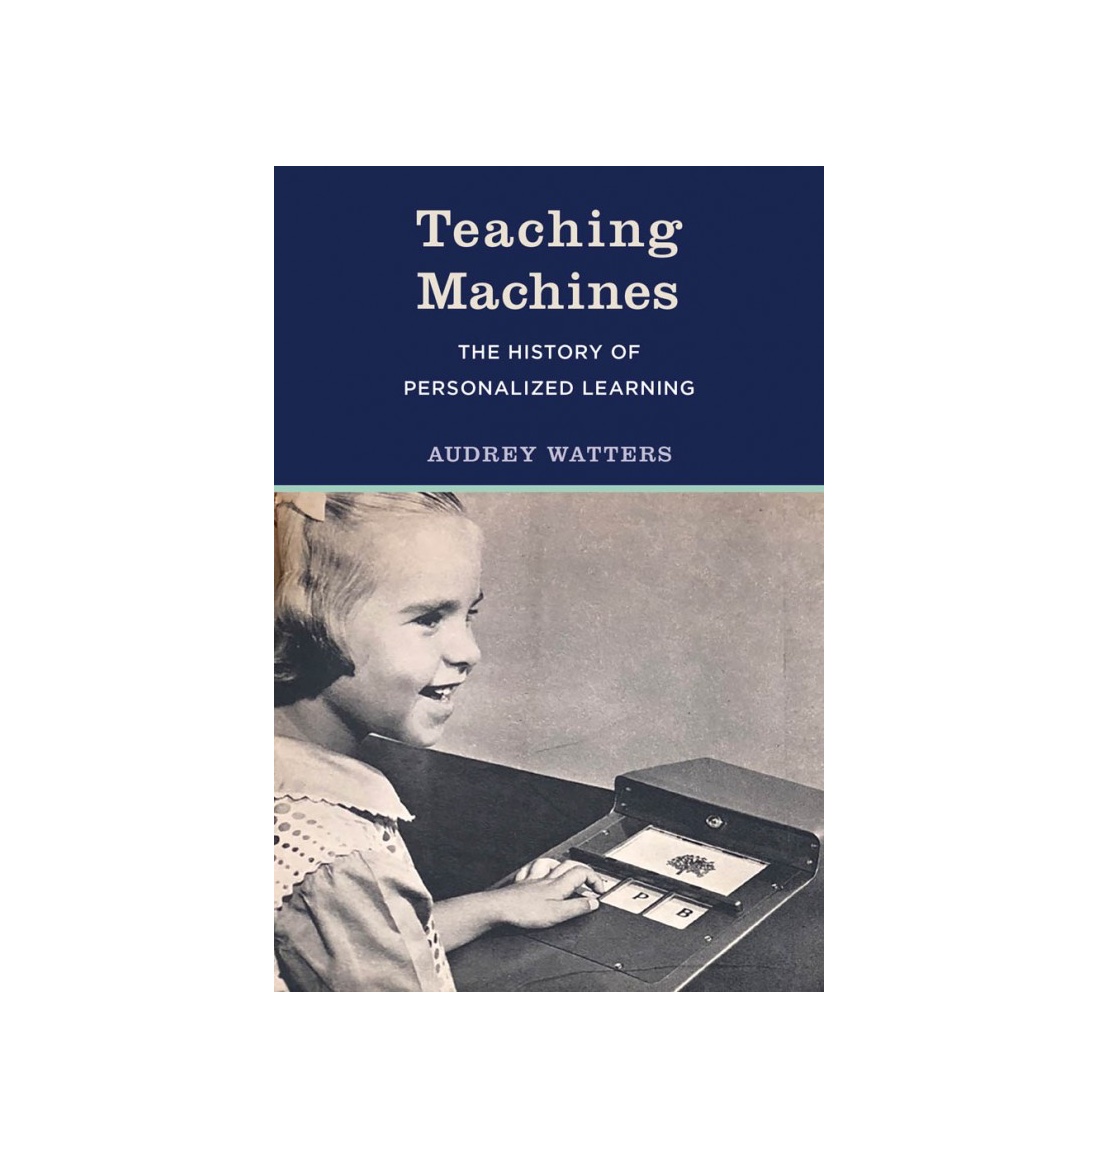 Teaching
Machines
THE HISTORY OF
PERSONALIZED LEARNING
AUDREY WATTERS
P B